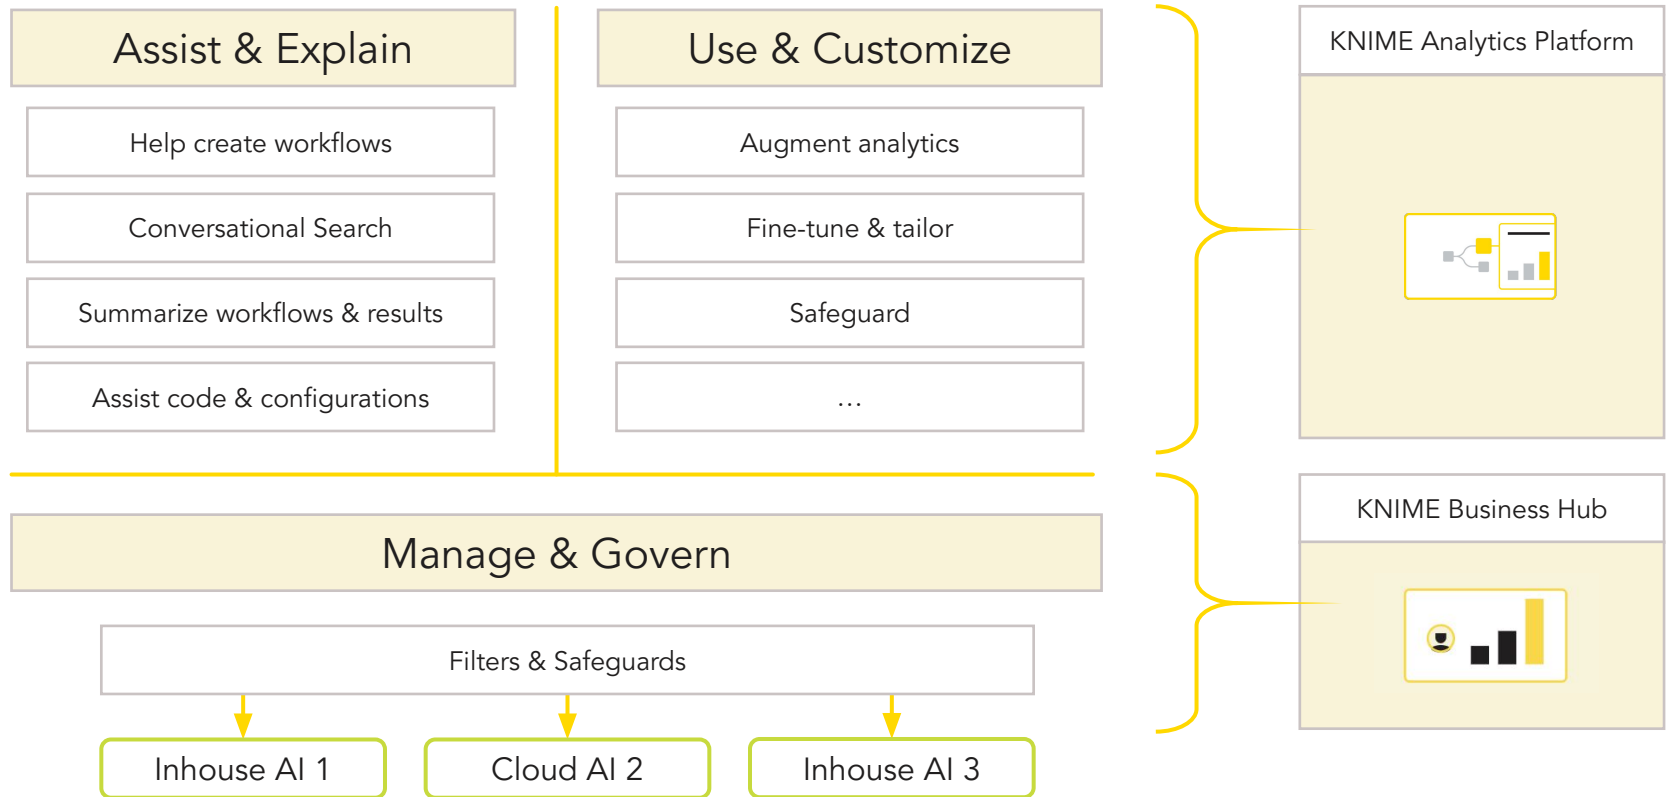 Assist & Explain
Help create workflows
Conversational Search
Summarize workflows & results
Assist code & configurations
Use & Customize
Augment analytics
Fine-tune & tailor
Safeguard
…
KNIME Analytics Platform
Manage & Govern
Filters & Safeguards
Inhouse AI 1
Cloud AI 2
Inhouse AI 3
KNIME Business Hub